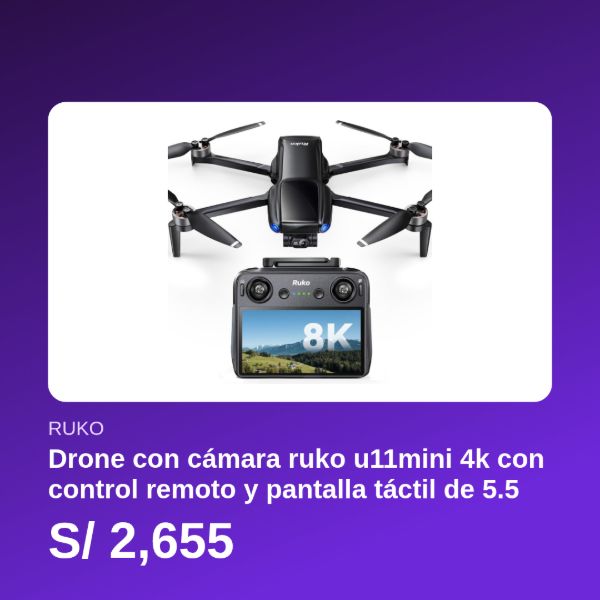 Ruko
Ruko
8K
RUKO
Drone con cámara ruko u11mini 4k con
control remoto y pantalla táctil de 5.5
S/ 2,655